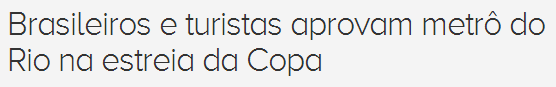 Brasileiros e turistas aprovam metrô do
Rio na estreia da Copa